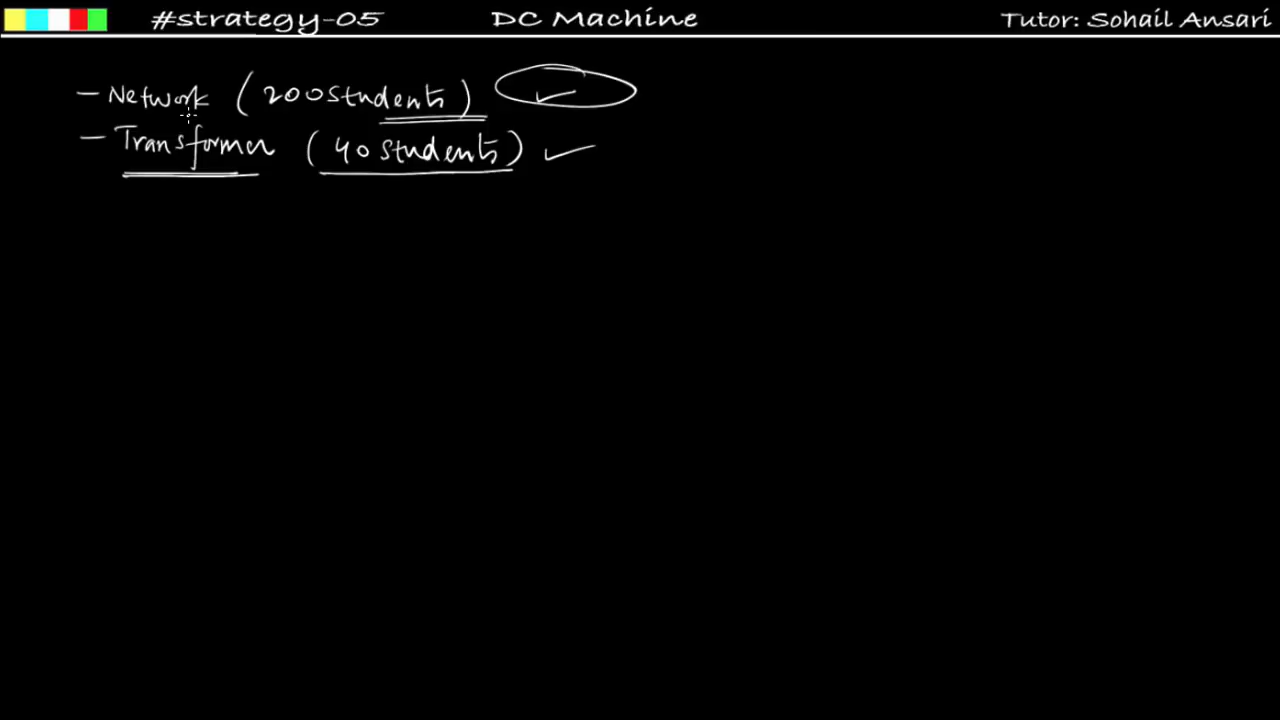 #strategy-05 DC Machine Tutor: Sohail Ansari
- Network (200 students) ✓
- Transformer (40 students) ✓